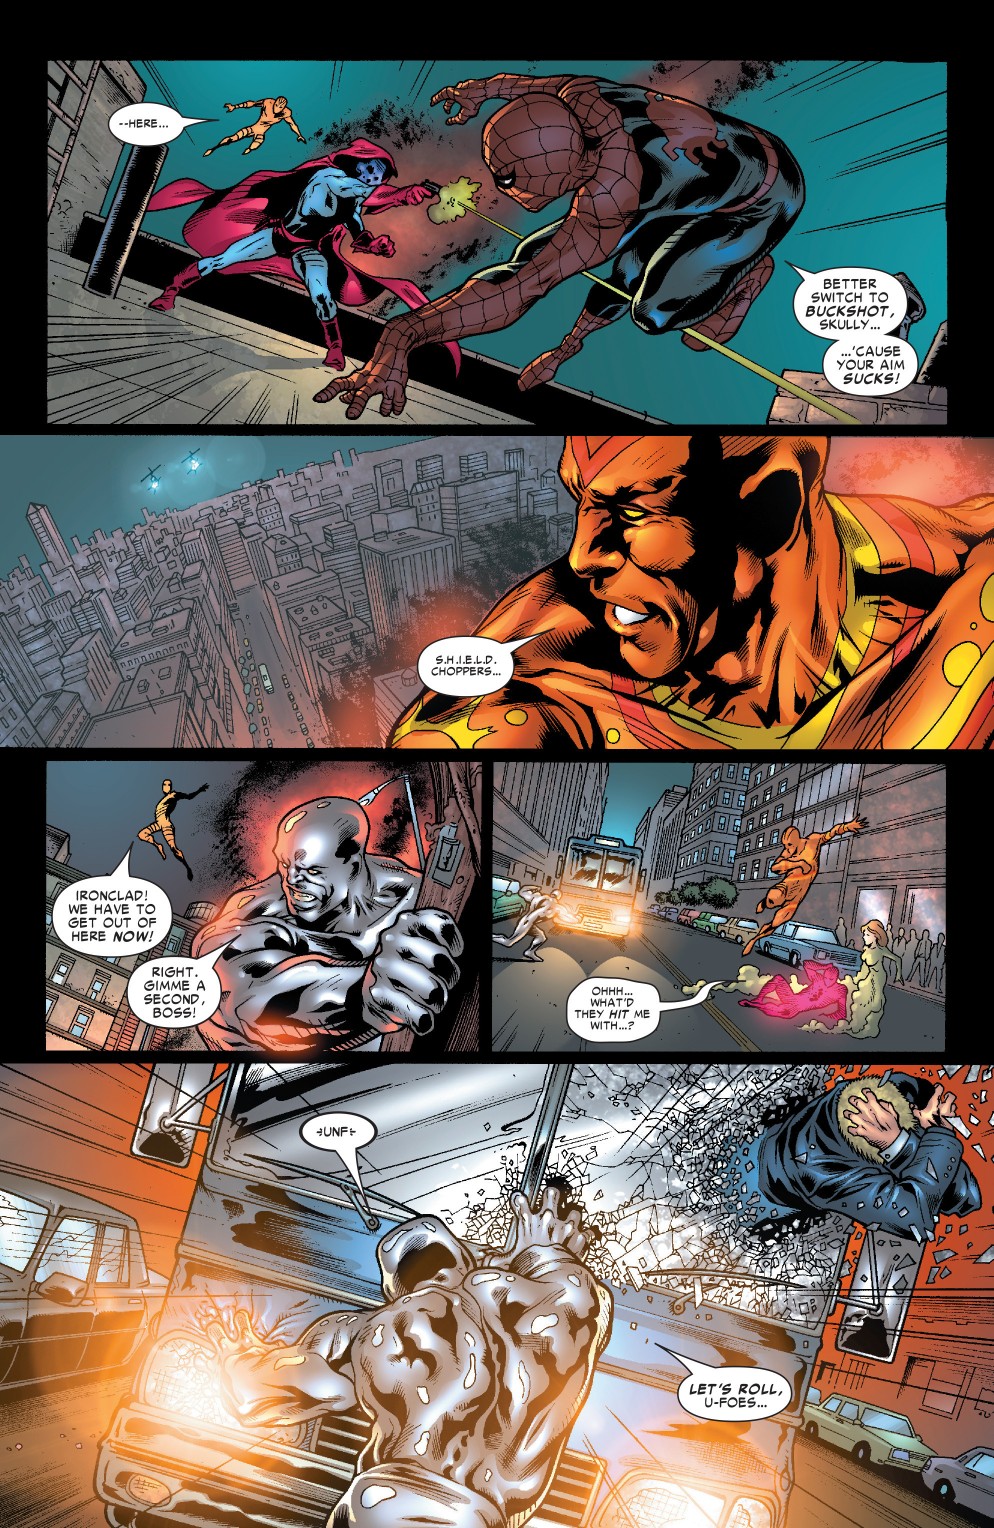 --HERE...
BETTER
SWITCH TO
BUCKSHOT,
SKULLY...
...'CAUSE
YOUR AIM
SUCKS!
S.H.I.E.L.D.
CHOPPERS...
IRONCLAD!
WE HAVE TO
GET OUT OF
HERE NOW!
RIGHT.
GIMME A
SECOND,
BOSS!
OHHH...
WHAT'D
THEY HIT ME
WITH...?
÷UNF÷
LET'S ROLL,
U-FOES...